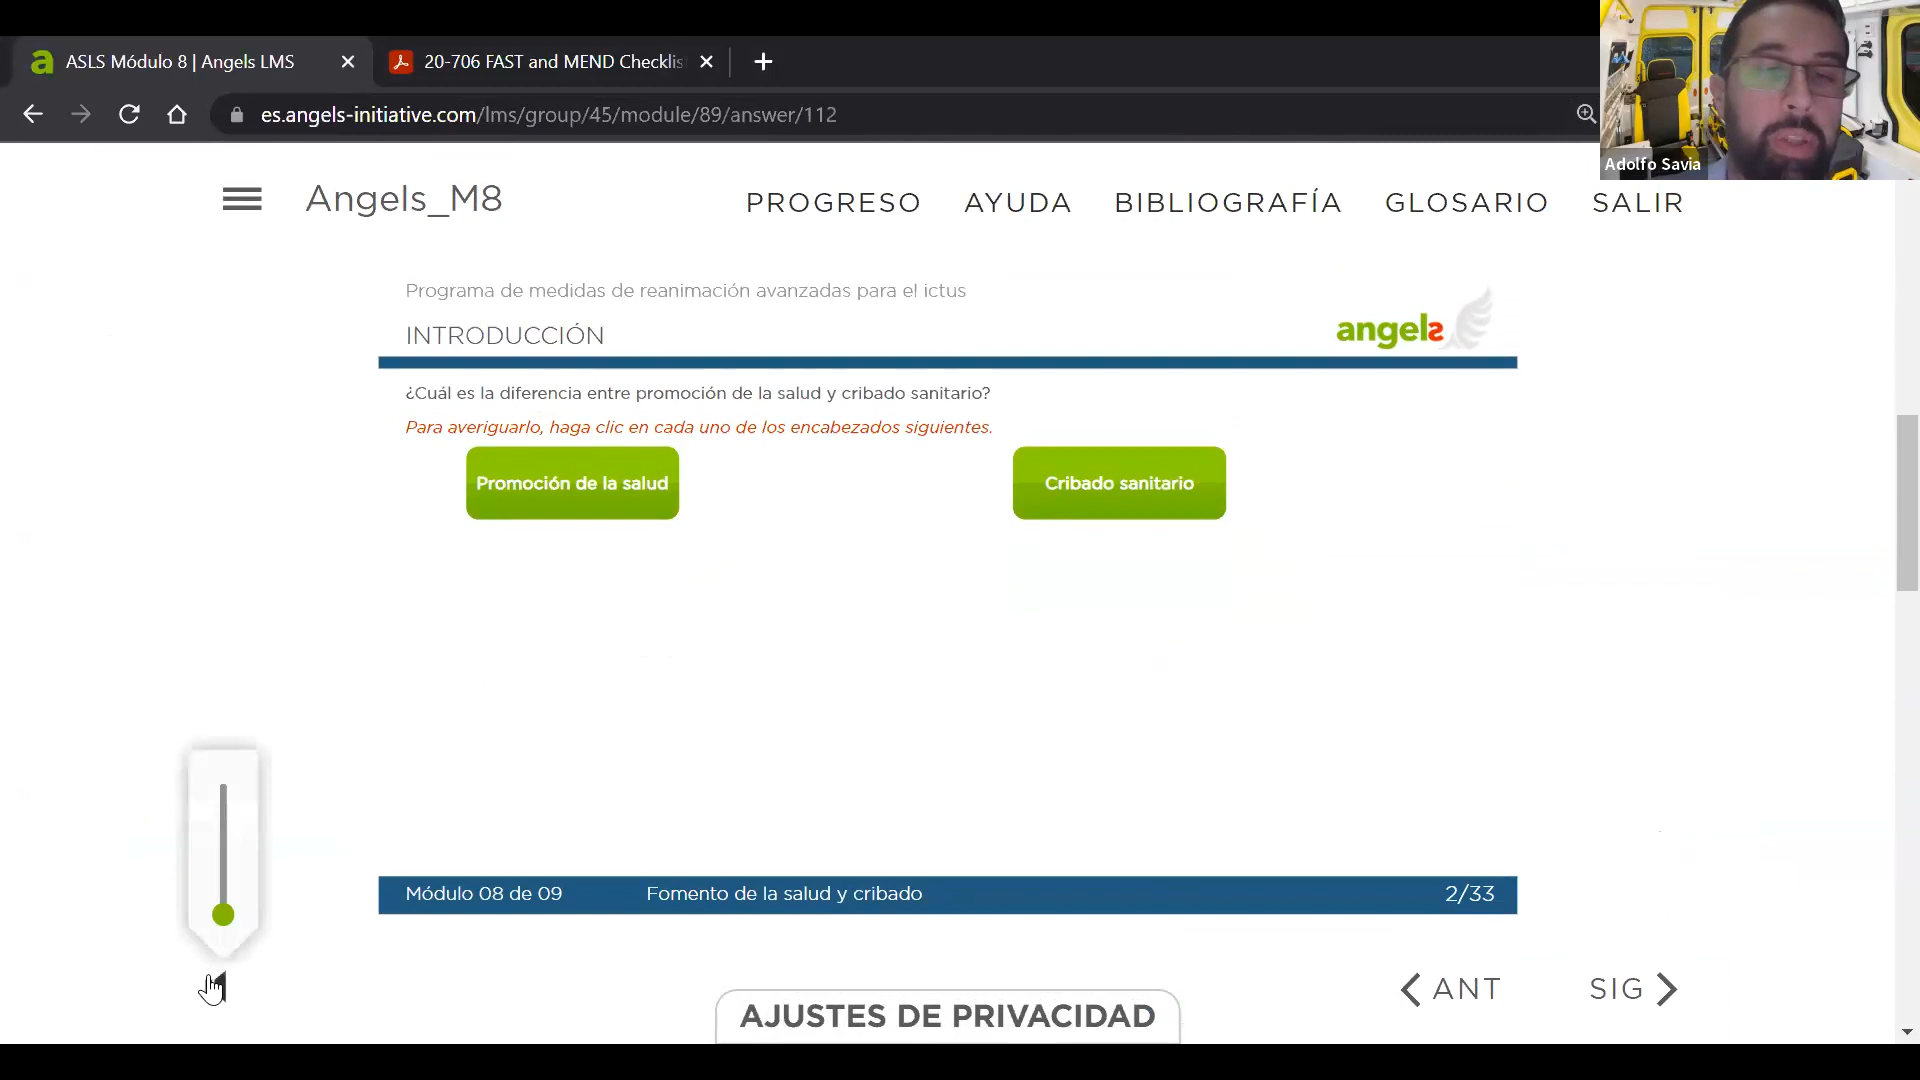 ASLS Módulo 8 | Angels LMS
20-706 FAST and MEND Checklis
es.angels-initiative.com/lms/group/45/module/89/answer/112
Adolfo Savia
Angels_M8
PROGRESO
AYUDA
BIBLIOGRAFÍA
GLOSARIO
SALIR
Programa de medidas de reanimación avanzadas para el ictus
INTRODUCCIÓN
angels
¿Cuál es la diferencia entre promoción de la salud y cribado sanitario?
Para averiguarlo, haga clic en cada uno de los encabezados siguientes.
Promoción de la salud
Cribado sanitario
Módulo 08 de 09
Fomento de la salud y cribado
2/33
ANT
SIG
AJUSTES DE PRIVACIDAD